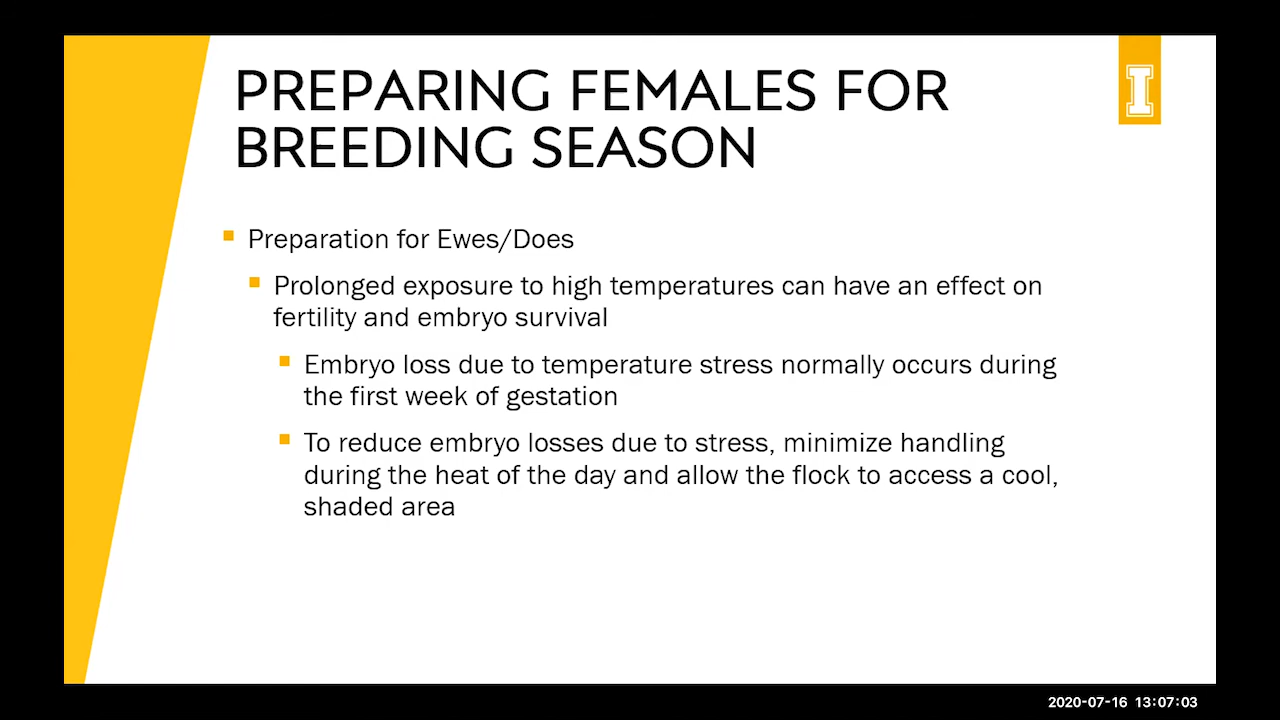 PREPARING FEMALES FOR
BREEDING SEASON
I
Preparation for Ewes/Does
Prolonged exposure to high temperatures can have an effect on
fertility and embryo survival
Embryo loss due to temperature stress normally occurs during
the first week of gestation
To reduce embryo losses due to stress, minimize handling
during the heat of the day and allow the flock to access a cool,
shaded area
2020-07-16 13:07:03